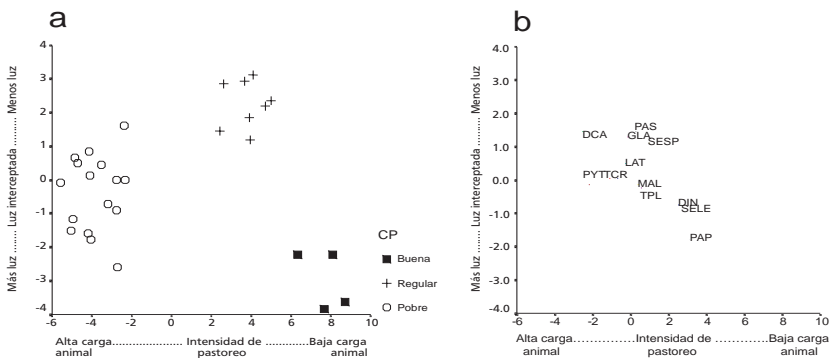 a
Más luz ........ Luz interceptada ........ Menos luz
4
3
2
1
0
-1
-2
-3
-4
-6 -4 -2 0 2 4 6 8 10
CP
Buena
Regular
Pobre
Alta carga...................... Intensidad de ..............Baja carga
animal pastoreo animal
b
Más luz ........ Luz interceptada ........ Menos luz
4.0
3.0
2.0
1.0
0.0
-1.0
-2.0
-3.0
-4.0
-6 -4 -2 0 2 4 6 8 10
DCA
PAS
GLA
SESP
LAT
PYTTCR
MAL
TPL
DIN
SELE
PAP
Alta carga.................. Intensidad de ...............Baja carga
animal pastoreo animal